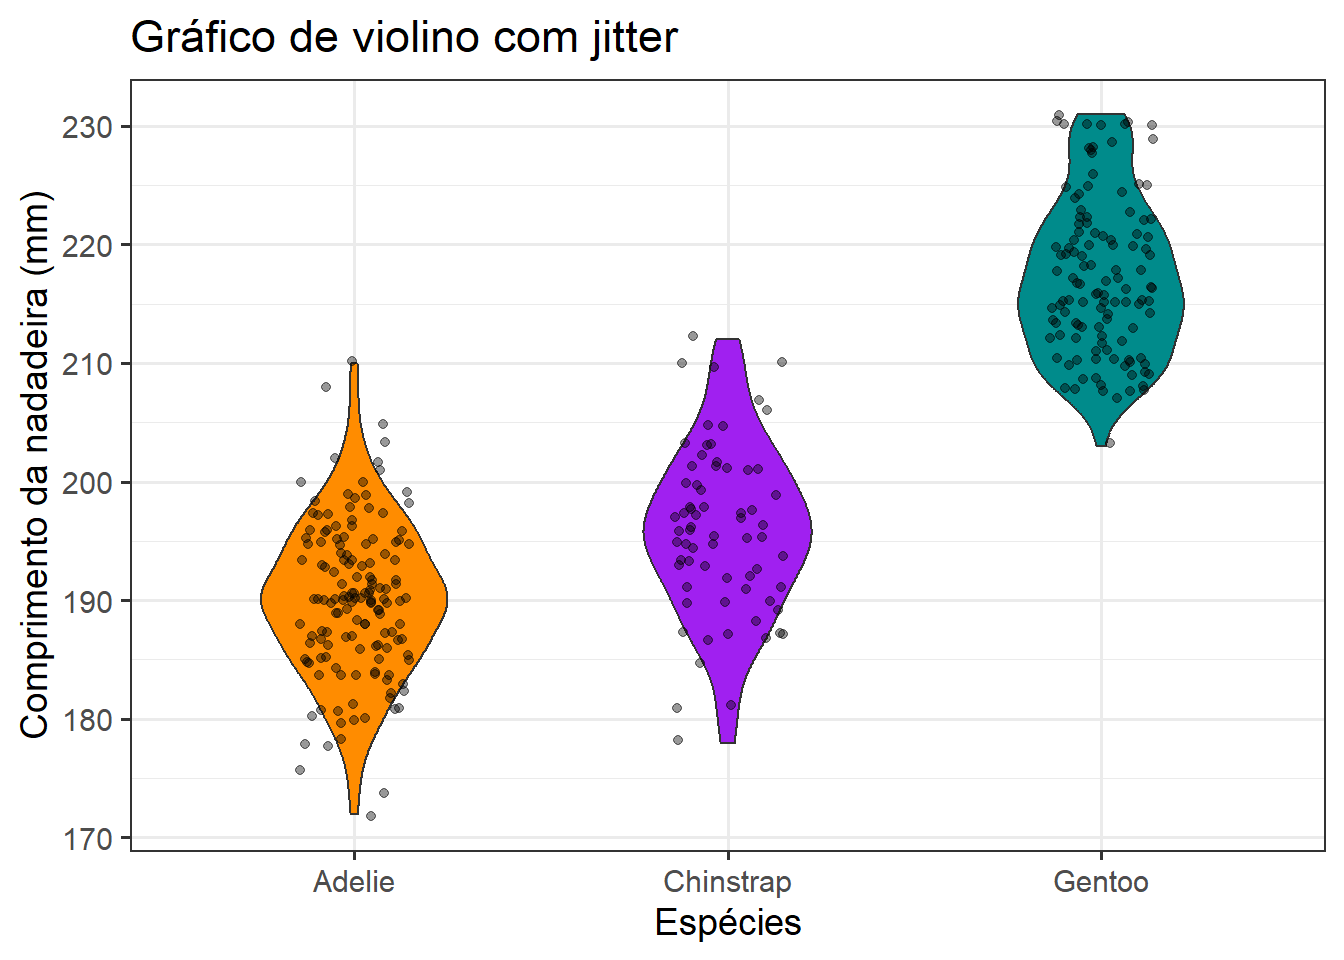 Gráfico de violino com jitter
Comprimento da nadadeira (mm)
230
220
210
200
190
180
170
Adelie
Chinstrap
Gentoo
Espécies